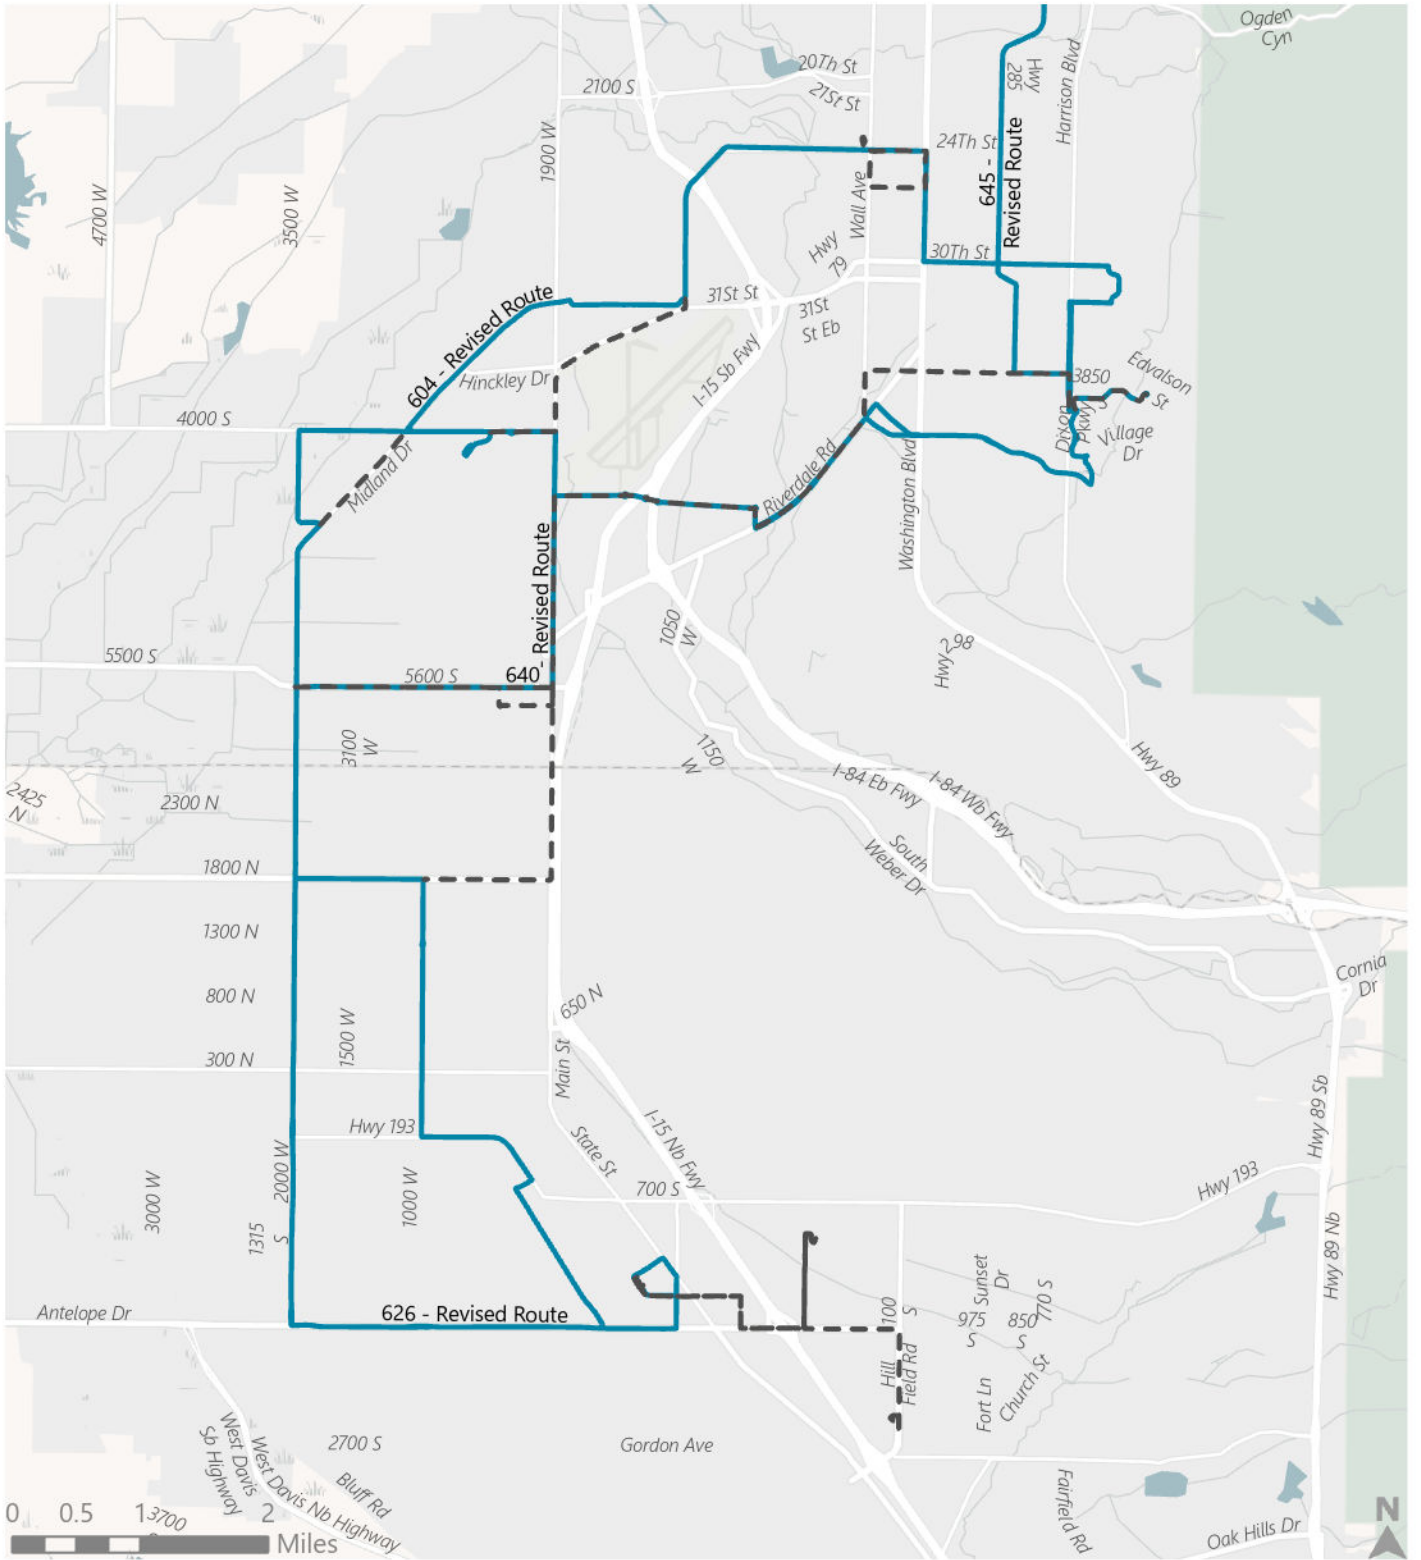 Ogden
Cyn
Hwy
285
Harrison Blvd
20Th St
21St St
2100 S
1900 W
24Th St
645 -
Revised Route
4700 W
3500 W
Wall Ave
Hwy
79
30Th St
604 - Revised Route
31St St
31St
St Eb
I-15 Sb Fwy
Hinckley Dr
3850
S
Edvalson
St
4000 S
Midland Dr
Dixon
Pkwy
Village
Dr
Riverdale Rd
Washington Blvd
640 - Revised Route
1050
W
5500 S
5600 S
Hwy 298
3100
W
1750
W
Hwy 89
I-84 Eb Fwy
I-84 Wb Fwy
2425
N
2300 N
South
Weber Dr
1800 N
1300 N
800 N
650 N
Cornia
Dr
1500 W
300 N
Main St
Hwy 193
State St
I-15 Nb Fwy
Hwy 89 Sb
3000 W
2000 W
1000 W
700 S
Hwy 193
1315
S
Hwy 89 Nb
Sunset
Dr
770 S
Antelope Dr
626 - Revised Route
1100
S
975
S
850
S
Hill
Field Rd
Fort Ln
Church St
2700 S
Gordon Ave
West Davis
Sb Highway
West Davis Nb Highway
Bluff Rd
Fairfield Rd
Oak Hills Dr
3700
0 0.5 1 2
Miles
N